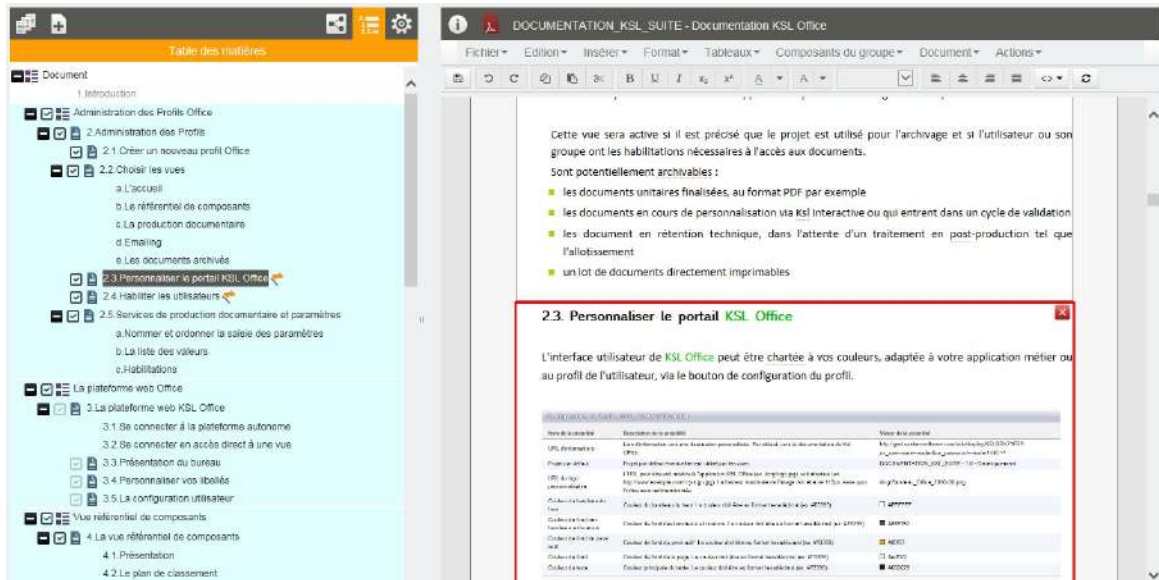 DOCUMENTATION_KSL_SUITE - Documentation KSL Office
Table des matières
Fichier Edition Insérer Format Tableaux Composants du groupe Document Actions
Document
1.Introduction
Administration des Profils Office
2.Administration des Profils
2.1.Créer un nouveau profil Office
2.2.Choisir les vues
a.L'accueil
b.Le référentiel de composants
c.La production documentaire
d.Emailing
e.Les documents archivés
2.3.Personnaliser le portail KSL Office
2.4.Habiliter les utilisateurs
2.5.Services de production documentaire et paramètres
a.Nommer et ordonner la saisie des paramètres
b.La liste des valeurs
c.Habilitations
La plateforme web Office
3.La plateforme web KSL Office
3.1.Se connecter à la plateforme autonome
3.2.Se connecter en accès direct à une vue
3.3.Présentation du bureau
3.4.Personnaliser vos libellés
3.5.La configuration utilisateur
Vue référentiel de composants
4.La vue référentiel de composants
4.1.Présentation
4.2.Le plan de classement
Cette vue sera active si il est précisé que le projet est utilisé pour l'archivage et si l'utilisateur ou son
groupe ont les habilitations nécessaires à l'accès aux documents.
Sont potentiellement archivables :
les documents unitaires finalisées, au format PDF par exemple
les documents en cours de personnalisation via Ksl Interactive ou qui entrent dans un cycle de validation
les document en rétention technique, dans l'attente d'un traitement en post-production tel que
l'allotissement
un lot de documents directement imprimables
2.3. Personnaliser le portail KSL Office
L'interface utilisateur de KSL Office peut être chartée à vos couleurs, adaptée à votre application métier ou
au profil de l'utilisateur, via le bouton de configuration du profil.